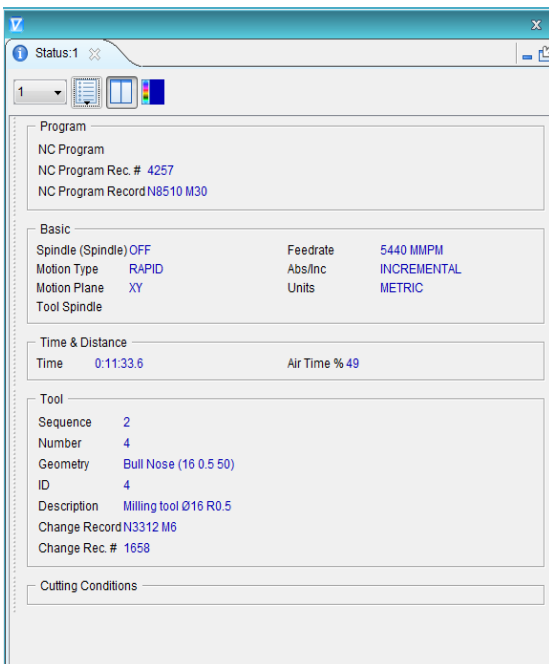 Status:1
1
Program
NC Program
NC Program Rec. # 4257
NC Program Record N8510 M30
Basic
Spindle (Spindle) OFF Feedrate 5440 MMPM
Motion Type RAPID Abs/Inc INCREMENTAL
Motion Plane XY Units METRIC
Tool Spindle
Time & Distance
Time 0:11:33.6 Air Time % 49
Tool
Sequence 2
Number 4
Geometry Bull Nose (16 0.5 50)
ID 4
Description Milling tool Ø16 R0.5
Change Record N3312 M6
Change Rec. # 1658
Cutting Conditions